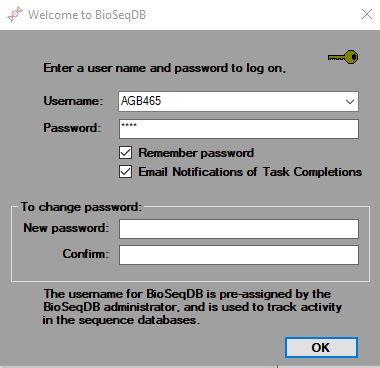 Welcome to BioSeqDB
Enter a user name and password to log on.
Username: AGB465
Password: ****
Remember password
Email Notifications of Task Completions
To change password:
New password:
Confirm:
The username for BioSeqDB is pre-assigned by the
BioSeqDB administrator, and is used to track activity
in the sequence databases.
OK